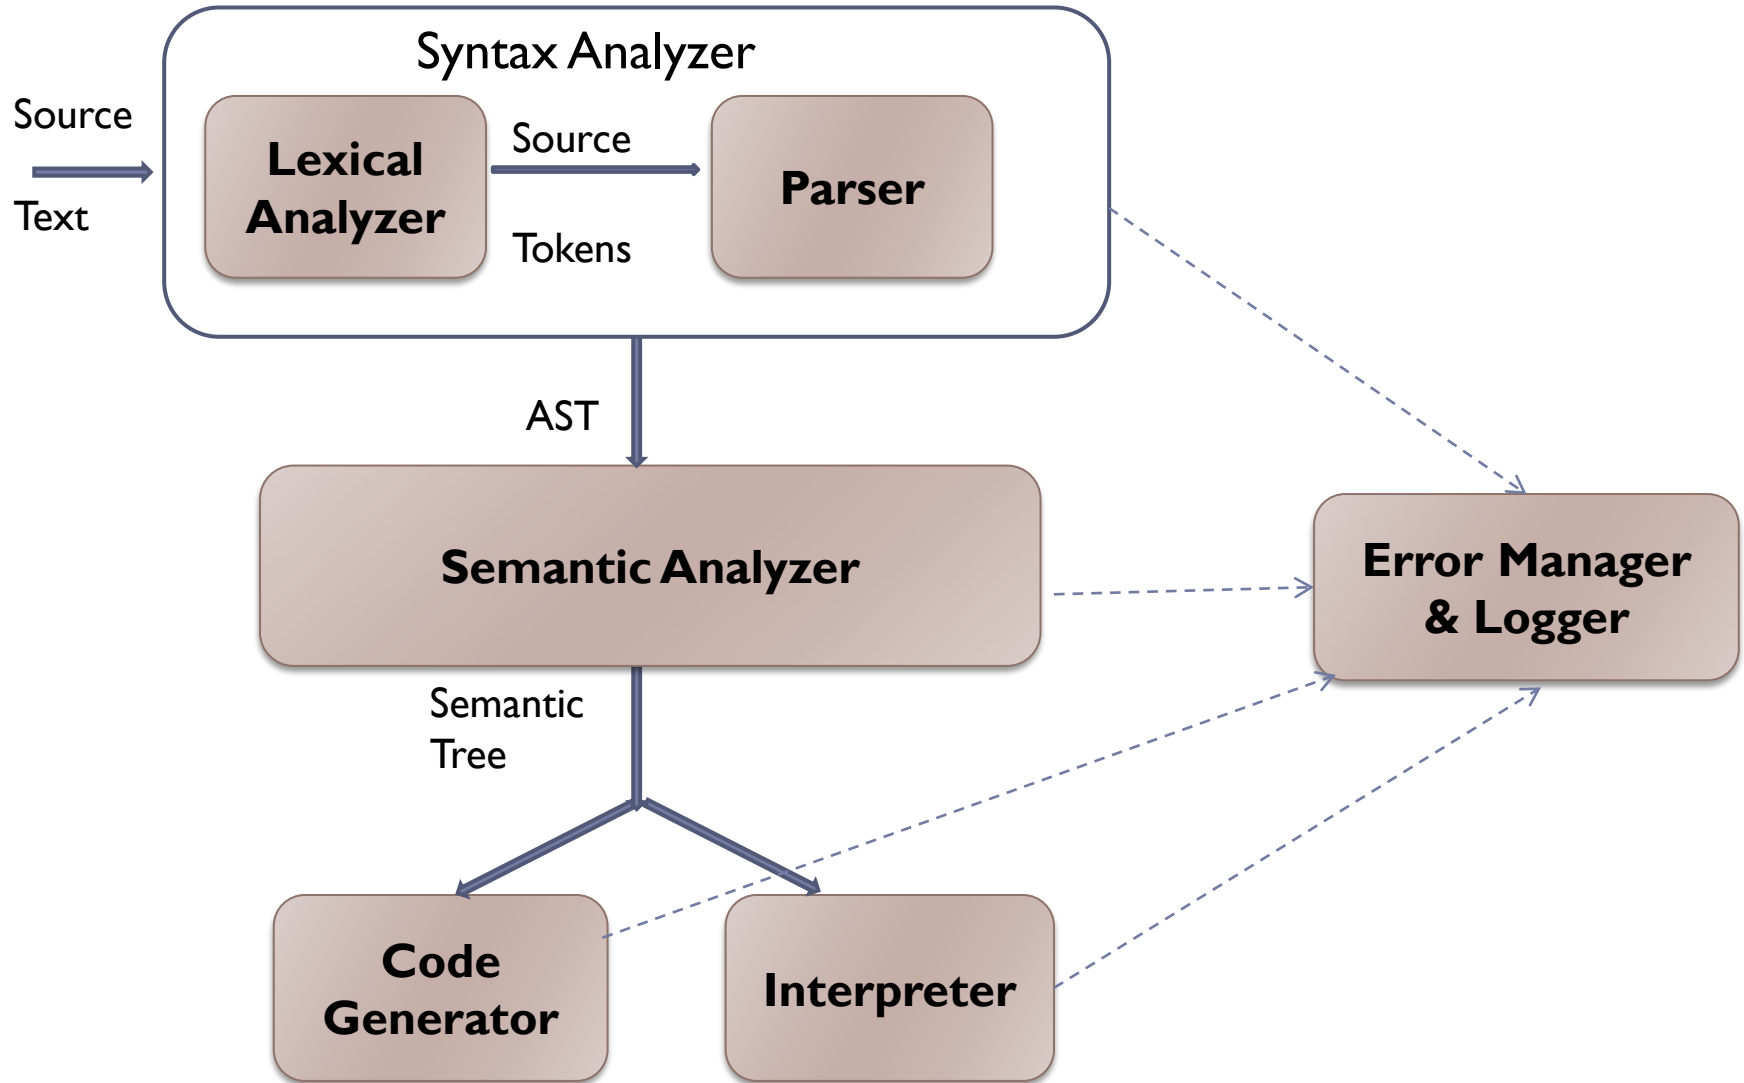 Syntax Analyzer
Source
Text
Lexical
Analyzer
Source
Tokens
Parser
AST
Semantic Analyzer
Error Manager
& Logger
Semantic
Tree
Code
Generator
Interpreter